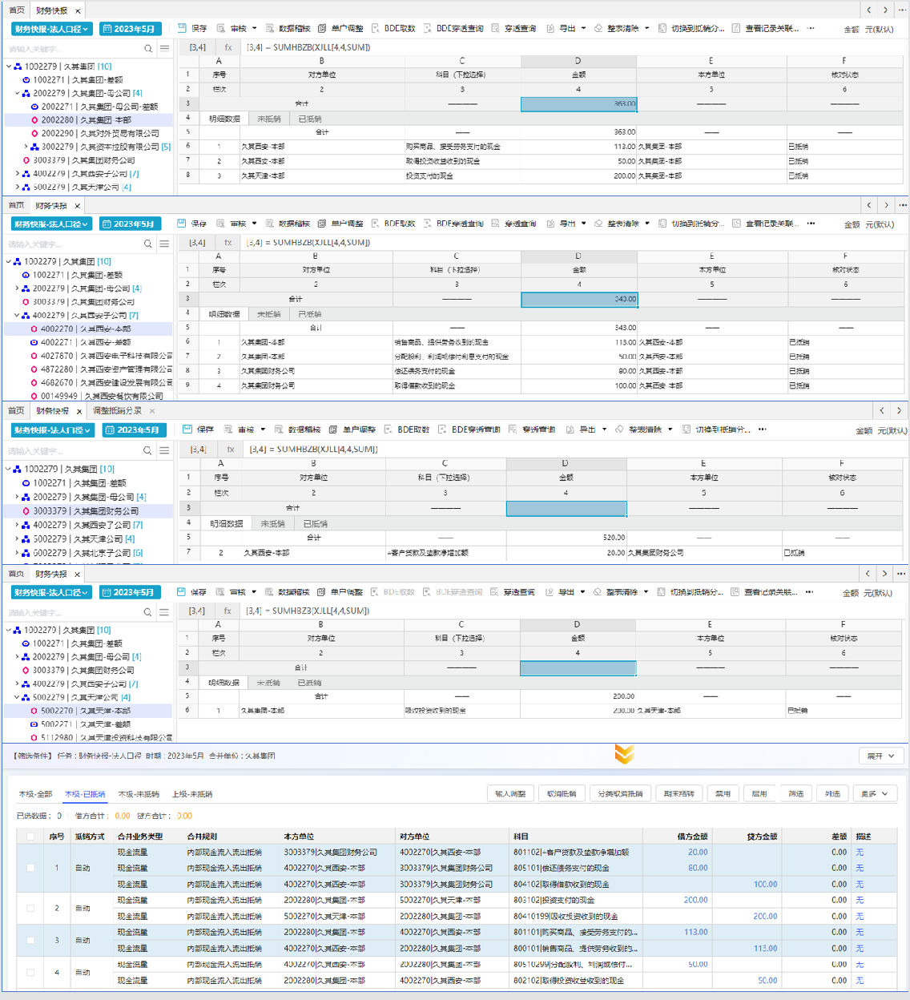 首页 财务快报 ×
财务快报-法人口径 2023年5月 保存 审核 数据稽核 单户调整 BDE取数 BDE穿透查询 穿透查询 导出 整表清除 切换到抵销分... 查看记录关联... ··· 金额 元(默认)
请输入关键字... [3,4] fx [3,4] = SUMHBZB(XJLL[4,4,SUM])
A B C D E F
1002279 | 久其集团 [10] 1 序号 对方单位 科目（下拉选择） 金额 本方单位 核对状态
1002271 | 久其集团-差额 2 栏次 2 3 4 5 6
2002279 | 久其集团-母公司 [4] 3 合计 ———— 363.00 ———— ————
2002271 | 久其集团-母公司-差额
2002280 | 久其集团-本部 4 明细数据 未抵销 已抵销
2002290 | 久其对外贸易有限公司 5 合计 —— 363.00 —— ——
3002279 | 久其资本控股有限公司 [5] 6 1 久其西安-本部 购买商品、接受劳务支付的现金 113.00 久其集团-本部 已抵销
3003379 | 久其集团财务公司 7 2 久其西安-本部 取得投资收益收到的现金 50.00 久其集团-本部 已抵销
4002279 | 久其西安子公司 [7] 8 3 久其天津-本部 投资支付的现金 200.00 久其集团-本部 已抵销
5002279 | 久其天津公司 [4]
首页 财务快报 ×
财务快报-法人口径 2023年5月 保存 审核 数据稽核 单户调整 BDE取数 BDE穿透查询 穿透查询 导出 整表清除 切换到抵销分... 查看记录关联... ··· 金额 元(默认)
请输入关键字... [3,4] fx [3,4] = SUMHBZB(XJLL[4,4,SUM])
A B C D E F
1002279 | 久其集团 [10] 1 序号 对方单位 科目（下拉选择） 金额 本方单位 核对状态
1002271 | 久其集团-差额 2 栏次 2 3 4 5 6
2002279 | 久其集团-母公司 [4] 3 合计 ———— 343.00 ———— ————
3003379 | 久其集团财务公司
4002279 | 久其西安子公司 [7] 4 明细数据 未抵销 已抵销
4002270 | 久其西安-本部 5 合计 —— 343.00 —— ——
4002271 | 久其西安-差额 6 1 久其集团-本部 销售商品、提供劳务收到的现金 113.00 久其西安-本部 已抵销
4027870 | 久其西安电子科技有限公司 7 2 久其集团-本部 分配股利、利润或偿付利息支付的现金 50.00 久其西安-本部 已抵销
4872280 | 久其西安资产管理有限公司 8 3 久其集团财务公司 偿还债务支付的现金 80.00 久其西安-本部 已抵销
4682670 | 久其西安建设发展有限公司 9 4 久其集团财务公司 取得借款收到的现金 100.00 久其西安-本部 已抵销
00149949 | 久其西安餐饮有限公司
首页 财务快报 × 调整抵销分录 ×
财务快报-法人口径 2023年5月 保存 审核 数据稽核 单户调整 BDE取数 BDE穿透查询 穿透查询 导出 整表清除 切换到抵销分... ··· 金额 元(默认)
请输入关键字... [3,4] fx [3,4] = SUMHBZB(XJLL[4,4,SUM])
A B C D E F
1002279 | 久其集团 [10] 1 序号 对方单位 科目（下拉选择） 金额 本方单位 核对状态
1002271 | 久其集团-差额 2 栏次 2 3 4 5 6
2002279 | 久其集团-母公司 [4] 3 合计 ———— ———— ————
3003379 | 久其集团财务公司 4 明细数据 未抵销 已抵销
4002279 | 久其西安子公司 [7] 5 合计 —— 520.00 —— ——
5002279 | 久其天津公司 [4] 7 2 久其西安-本部 +客户贷款及垫款净增加额 20.00 久其集团财务公司 已抵销
6002279 | 久其北京子公司 [6]
首页 财务快报 ×
财务快报-法人口径 2023年5月 保存 审核 数据稽核 单户调整 BDE取数 BDE穿透查询 穿透查询 导出 整表清除 切换到抵销分... 查看记录关联... ··· 金额 元(默认)
请输入关键字... [3,4] fx [3,4] = SUMHBZB(XJLL[4,4,SUM])
A B C D E F
1002279 | 久其集团 [10] 1 序号 对方单位 科目（下拉选择） 金额 本方单位 核对状态
1002271 | 久其集团-差额 2 栏次 2 3 4 5 6
2002279 | 久其集团-母公司 [4] 3 合计 ———— ———— ————
3003379 | 久其集团财务公司
4002279 | 久其西安子公司 [7] 4 明细数据 未抵销 已抵销
5002279 | 久其天津公司 [4] 5 合计 —— 200.00 —— ——
5002270 | 久其天津-本部 6 1 久其集团-本部 吸收投资收到的现金 200.00 久其天津-本部 已抵销
5002271 | 久其天津-差额
5112980 | 久其天津投资科技有限公司
【筛选条件】 任务：财务快报-法人口径 时期：2023年5月 合并单位：久其集团 展开
本级-全部 本级-已抵销 本级-未抵销 上级-未抵销 输入调整 取消抵销 分类取消抵销 期末结转 禁用 启用 筛选 列选 更多
已选数据： 0 借方合计： 0.00 贷方合计： 0.00
序号 抵销方式 合并业务类型 合并规则 本方单位 对方单位 科目 借方金额 贷方金额 差额 描述
现金流量 内部现金流入流出抵销 3003379|久其集团财务公司 4002270|久其西安-本部 801102|+客户贷款及垫款净增加额 20.00 0.00 无
1 自动 现金流量 内部现金流入流出抵销 4002270|久其西安-本部 3003379|久其集团财务公司 805101|偿还债务支付的现金 80.00 0.00 无
现金流量 内部现金流入流出抵销 4002270|久其西安-本部 3003379|久其集团财务公司 804102|取得借款收到的现金 100.00 0.00 无
2 自动 现金流量 内部现金流入流出抵销 2002280|久其集团-本部 5002270|久其天津-本部 803102|投资支付的现金 200.00 0.00 无
现金流量 内部现金流入流出抵销 5002270|久其天津-本部 2002280|久其集团-本部 80410199|吸收投资收到的现金 200.00 0.00 无
3 自动 现金流量 内部现金流入流出抵销 2002280|久其集团-本部 4002270|久其西安-本部 801101|购买商品、接受劳务支付的... 113.00 0.00 无
现金流量 内部现金流入流出抵销 4002270|久其西安-本部 2002280|久其集团-本部 800101|销售商品、提供劳务收到的... 113.00 0.00 无
4 自动 现金流量 内部现金流入流出抵销 4002270|久其西安-本部 2002280|久其集团-本部 80510299|分配股利、利润或偿付... 50.00 0.00 无
现金流量 内部现金流入流出抵销 2002280|久其集团-本部 4002270|久其西安-本部 802102|取得投资收益收到的现金 50.00 0.00 无